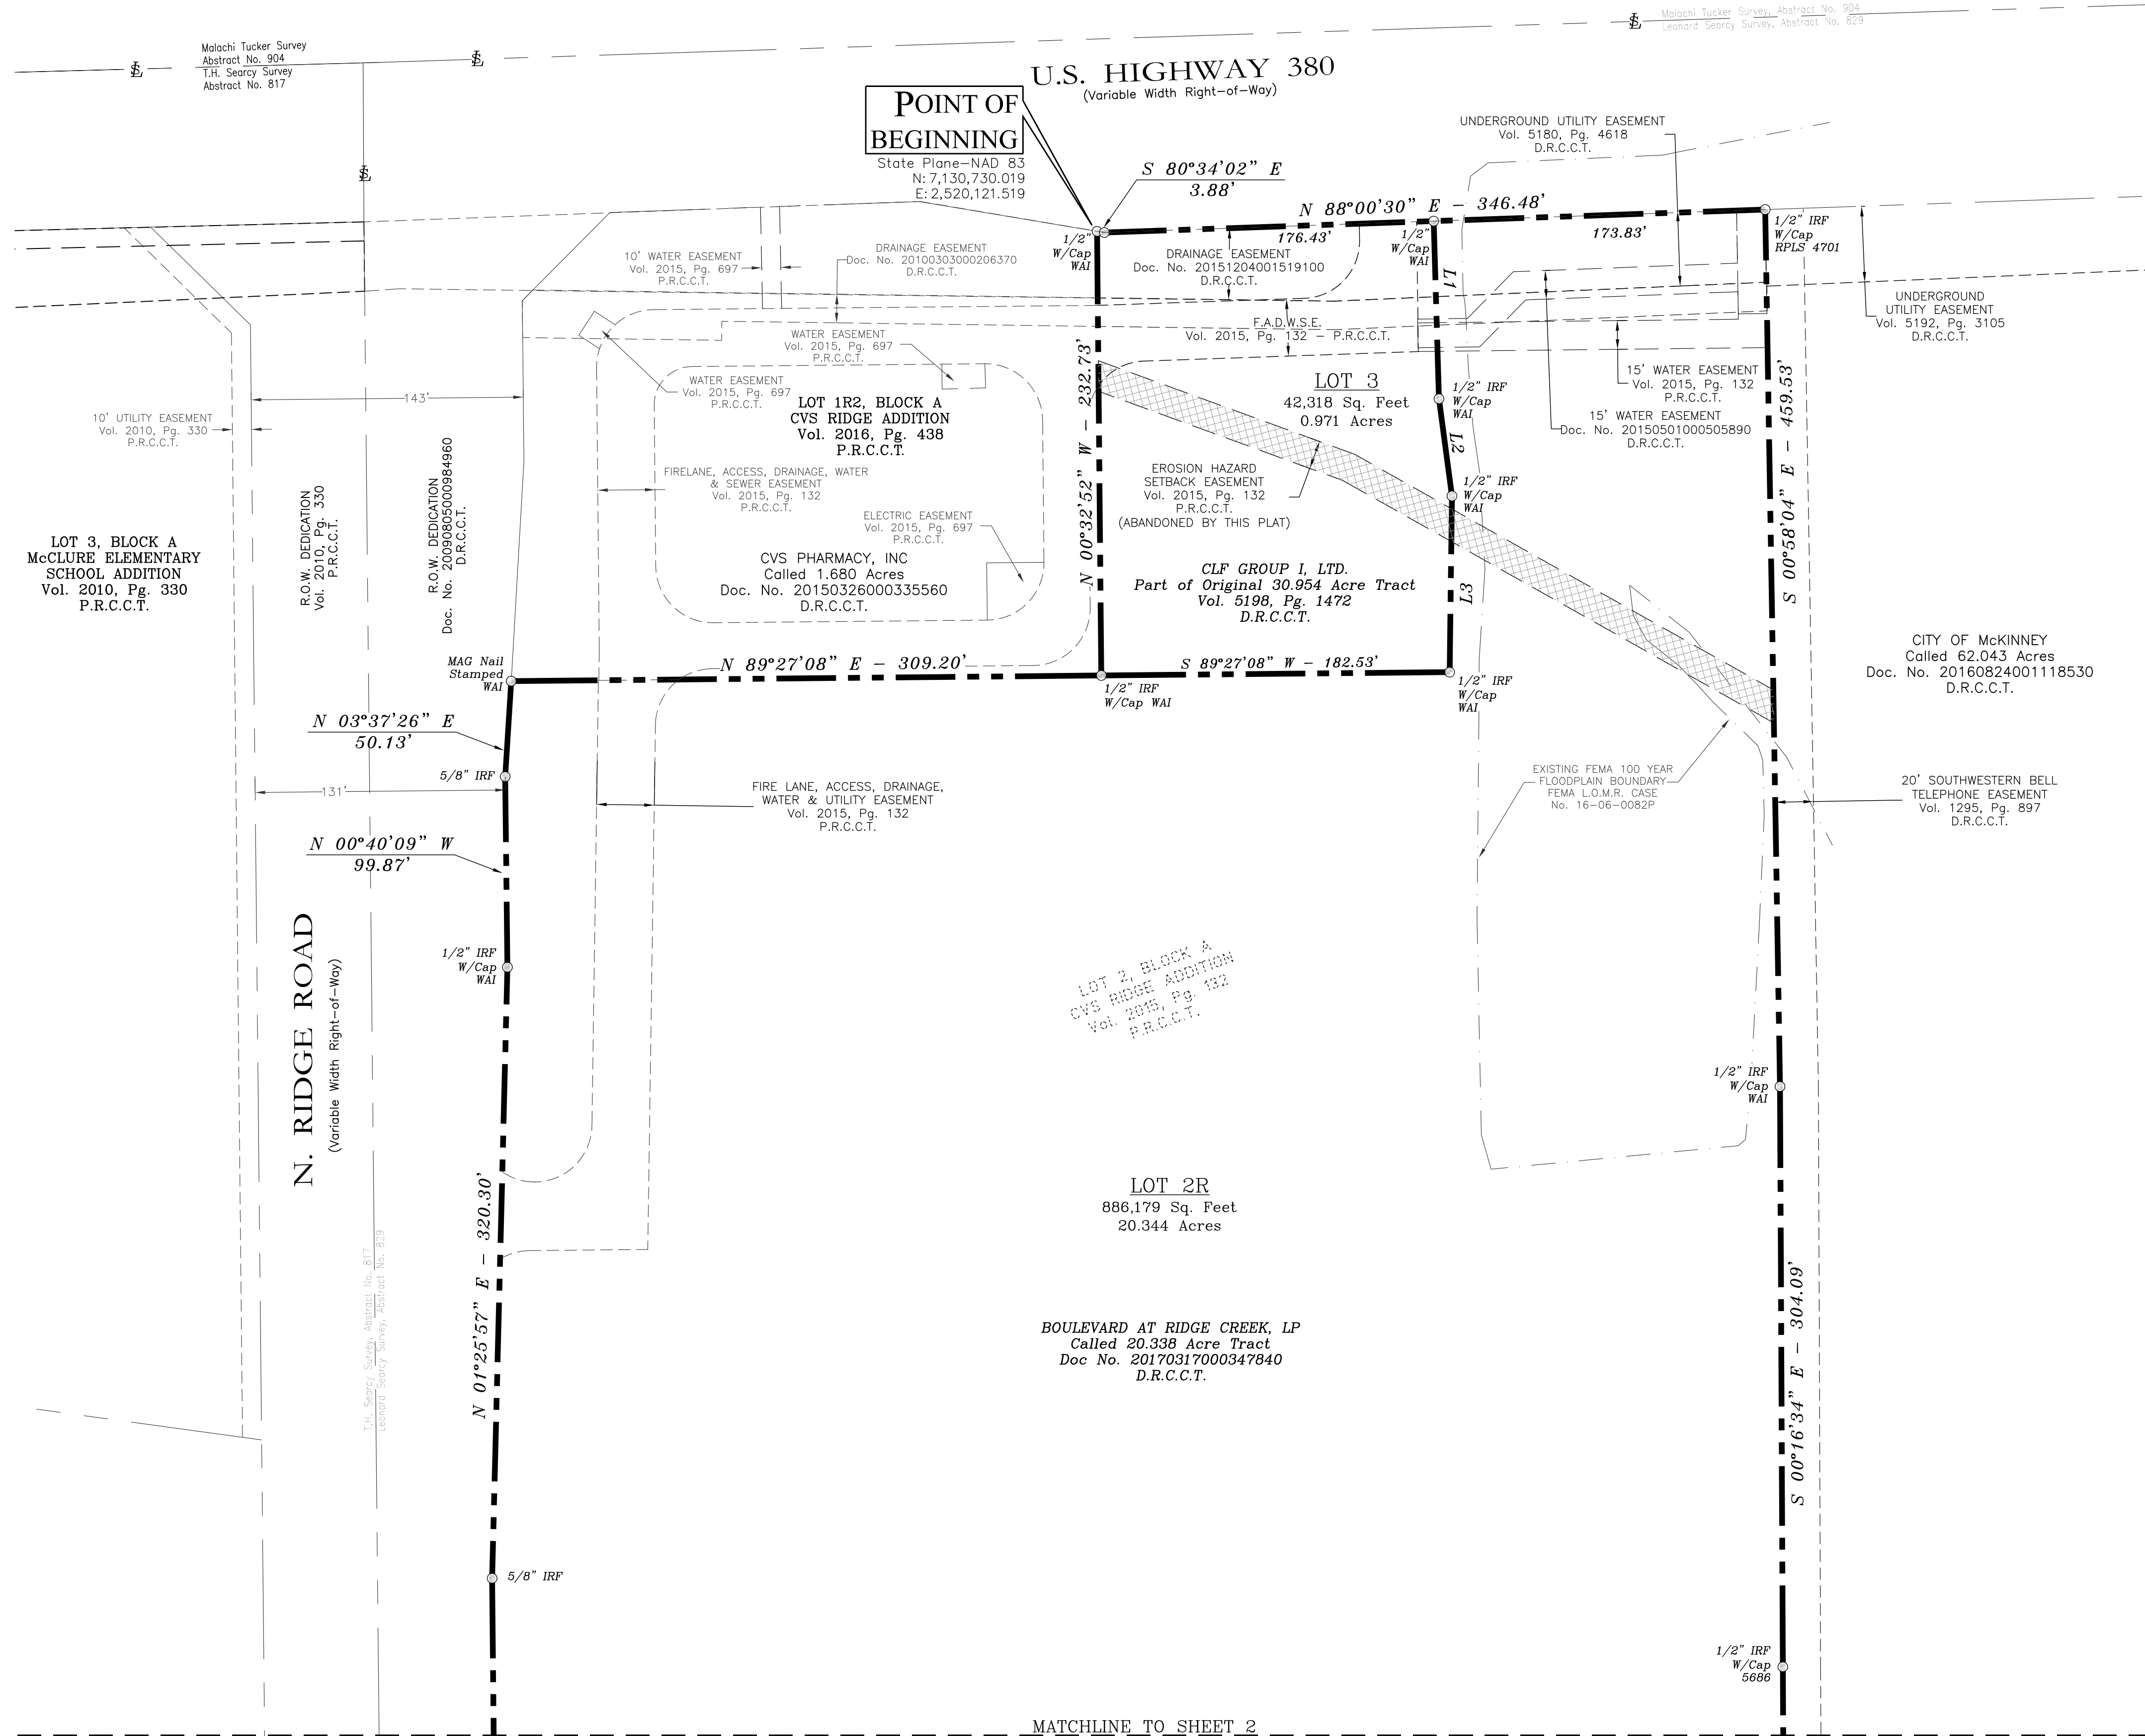 Malachi Tucker Survey
Abstract No. 904
T.H. Searcy Survey
Abstract No. 817
Malachi Tucker Survey, Abstract No. 904
Leonard Searcy Survey, Abstract No. 829
U.S. HIGHWAY 380
(Variable Width Right-of-Way)
POINT OF
BEGINNING
State Plane-NAD 83
N: 7,130,730.019
E: 2,520,121.519
S 80°34'02" E
3.88'
N 88°00'30" E - 346.48'
176.43'
173.83'
UNDERGROUND UTILITY EASEMENT
Vol. 5180, Pg. 4618
D.R.C.C.T.
1/2" IRF
W/Cap
RPLS 4701
1/2"
W/Cap
WAI
1/2"
W/Cap
WAI
10' WATER EASEMENT
Vol. 2015, Pg. 697
P.R.C.C.T.
DRAINAGE EASEMENT
Doc. No. 20100303000206370
D.R.C.C.T.
DRAINAGE EASEMENT
Doc. No. 20151204001519100
D.R.C.C.T.
L1
UNDERGROUND
UTILITY EASEMENT
Vol. 5192, Pg. 3105
D.R.C.C.T.
F.A.D.W.S.E.
Vol. 2015, Pg. 132 - P.R.C.C.T.
WATER EASEMENT
Vol. 2015, Pg. 697
P.R.C.C.T.
WATER EASEMENT
Vol. 2015, Pg. 697
P.R.C.C.T.
15' WATER EASEMENT
Vol. 2015, Pg. 132
P.R.C.C.T.
15' WATER EASEMENT
Doc. No. 20150501000505890
D.R.C.C.T.
LOT 3
42,318 Sq. Feet
0.971 Acres
1/2" IRF
W/Cap
WAI
L2
143'
10' UTILITY EASEMENT
Vol. 2010, Pg. 330
P.R.C.C.T.
LOT 1R2, BLOCK A
CVS RIDGE ADDITION
Vol. 2016, Pg. 438
P.R.C.C.T.
N 00°32'52" W - 232.73'
S 00°58'04" E - 459.53'
FIRELANE, ACCESS, DRAINAGE, WATER
& SEWER EASEMENT
Vol. 2015, Pg. 132
P.R.C.C.T.
EROSION HAZARD
SETBACK EASEMENT
Vol. 2015, Pg. 132
P.R.C.C.T.
(ABANDONED BY THIS PLAT)
1/2" IRF
W/Cap
WAI
ELECTRIC EASEMENT
Vol. 2015, Pg. 697
P.R.C.C.T.
R.O.W. DEDICATION
Vol. 2010, Pg. 330
P.R.C.C.T.
R.O.W. DEDICATION
Doc. No. 20090805000984960
D.R.C.C.T.
LOT 3, BLOCK A
McCLURE ELEMENTARY
SCHOOL ADDITION
Vol. 2010, Pg. 330
P.R.C.C.T.
CVS PHARMACY, INC
Called 1.680 Acres
Doc. No. 20150326000335560
D.R.C.C.T.
CLF GROUP I, LTD.
Part of Original 30.954 Acre Tract
Vol. 5198, Pg. 1472
D.R.C.C.T.
L3
CITY OF McKINNEY
Called 62.043 Acres
Doc. No. 20160824001118530
D.R.C.C.T.
MAG Nail
Stamped
WAI
N 89°27'08" E - 309.20'
S 89°27'08" W - 182.53'
1/2" IRF
W/Cap WAI
1/2" IRF
W/Cap
WAI
N 03°37'26" E
50.13'
5/8" IRF
131'
FIRE LANE, ACCESS, DRAINAGE,
WATER & UTILITY EASEMENT
Vol. 2015, Pg. 132
P.R.C.C.T.
EXISTING FEMA 100 YEAR
FLOODPLAIN BOUNDARY
FEMA L.O.M.R. CASE
No. 16-06-0082P
20' SOUTHWESTERN BELL
TELEPHONE EASEMENT
Vol. 1295, Pg. 897
D.R.C.C.T.
N 00°40'09" W
99.87'
1/2" IRF
W/Cap
WAI
N. RIDGE ROAD
(Variable Width Right-of-Way)
LOT 2, BLOCK A
CVS RIDGE ADDITION
Vol. 2015, Pg. 132
P.R.C.C.T.
1/2" IRF
W/Cap
WAI
LOT 2R
886,179 Sq. Feet
20.344 Acres
N 01°25'57" E - 320.30'
T.H. Searcy Survey, Abstract No. 817
Leonard Searcy Survey, Abstract No. 829
BOULEVARD AT RIDGE CREEK, LP
Called 20.338 Acre Tract
Doc No. 20170317000347840
D.R.C.C.T.
S 00°16'34" E - 304.09'
5/8" IRF
1/2" IRF
W/Cap
5686
MATCHLINE TO SHEET 2